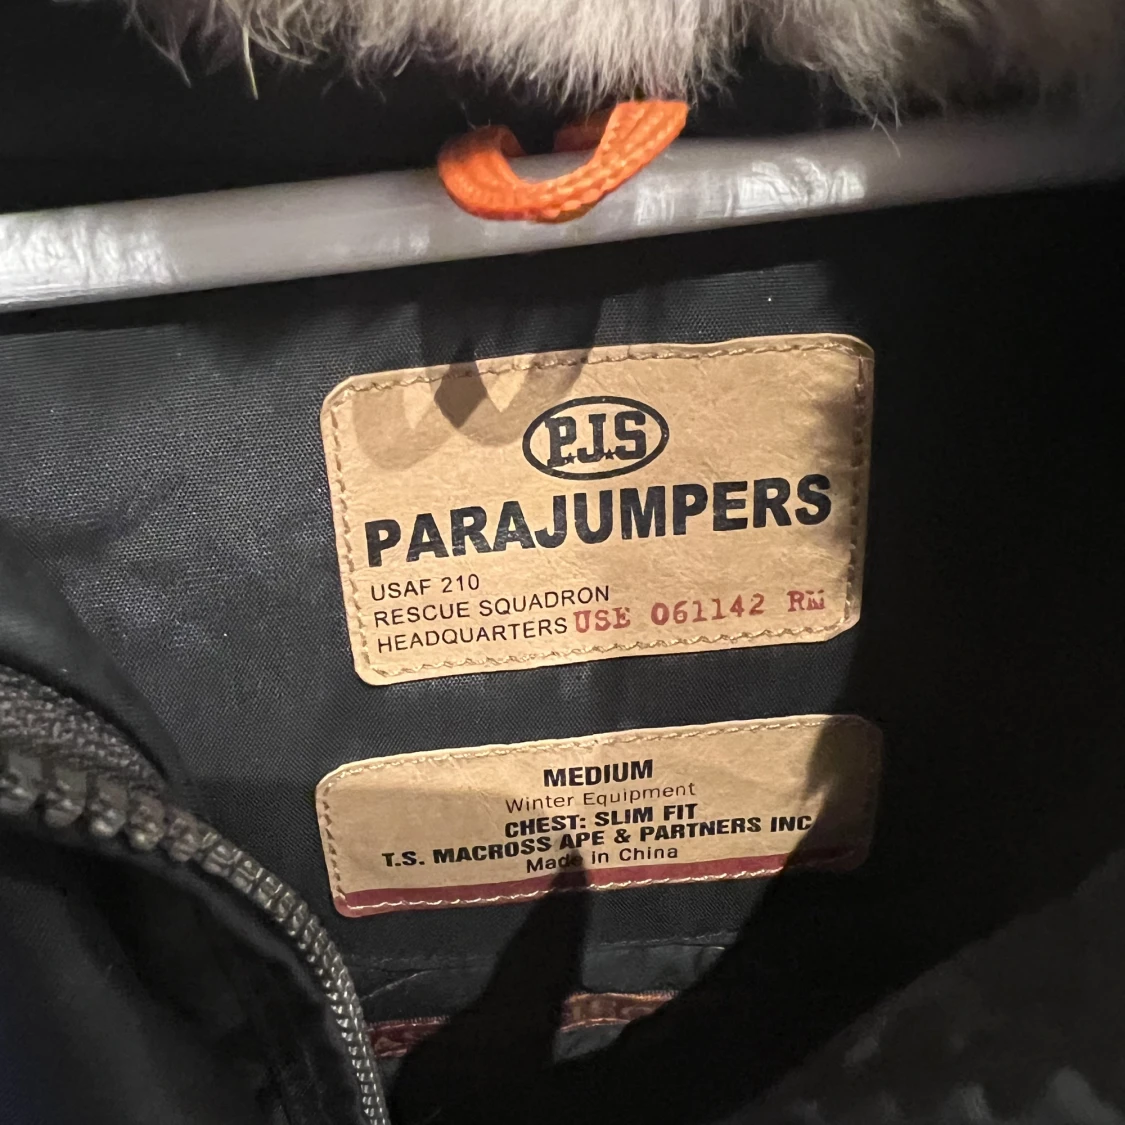 P.J.S
PARAJUMPERS
USAF 210
RESCUE SQUADRON
HEADQUARTERS USE 061142 RM
MEDIUM
Winter Equipment
CHEST: SLIM FIT
T.S. MACROSS APE & PARTNERS INC
Made in China